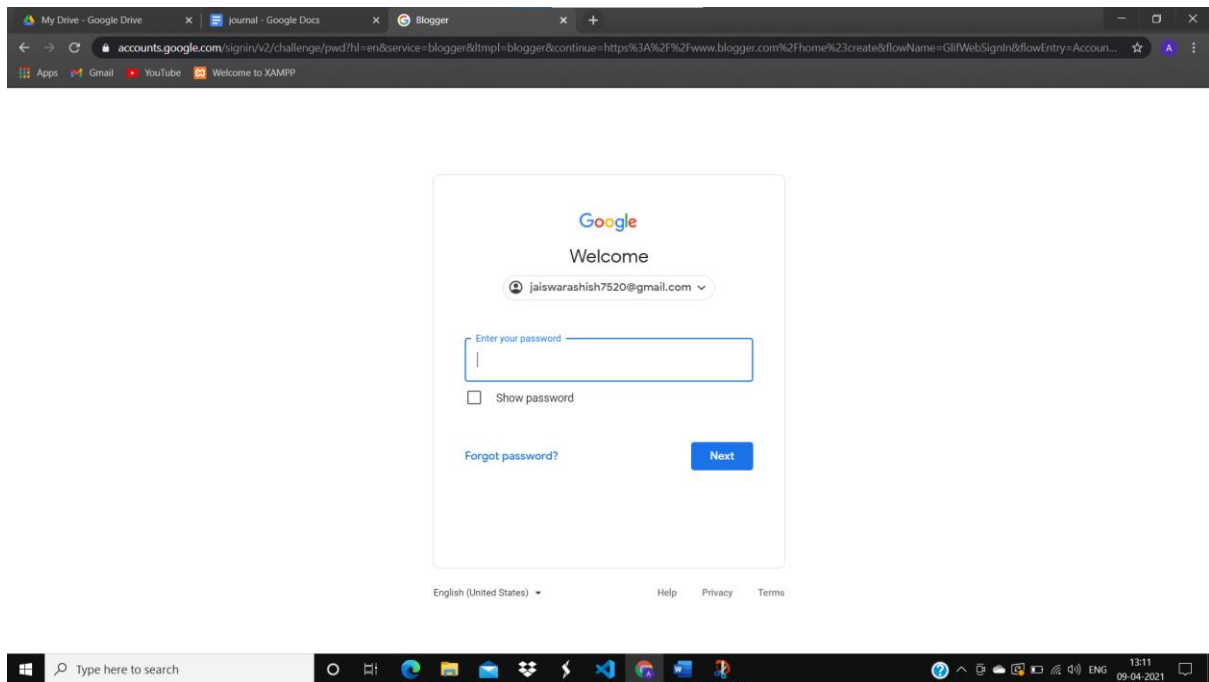 My Drive - Google Drive
journal - Google Docs
Blogger
accounts.google.com/signin/v2/challenge/pwd?hl=en&service=blogger&ltmpl=blogger&continue=https%3A%2F%2Fwww.blogger.com%2Fhome%23create&flowName=GlifWebSignIn&flowEntry=Accoun...
A
Apps Gmail YouTube Welcome to XAMPP
Google
Welcome
jaiswarashish7520@gmail.com
Enter your password
Show password
Forgot password?
Next
English (United States)
Help Privacy Terms
Type here to search
ENG
13:11
09-04-2021